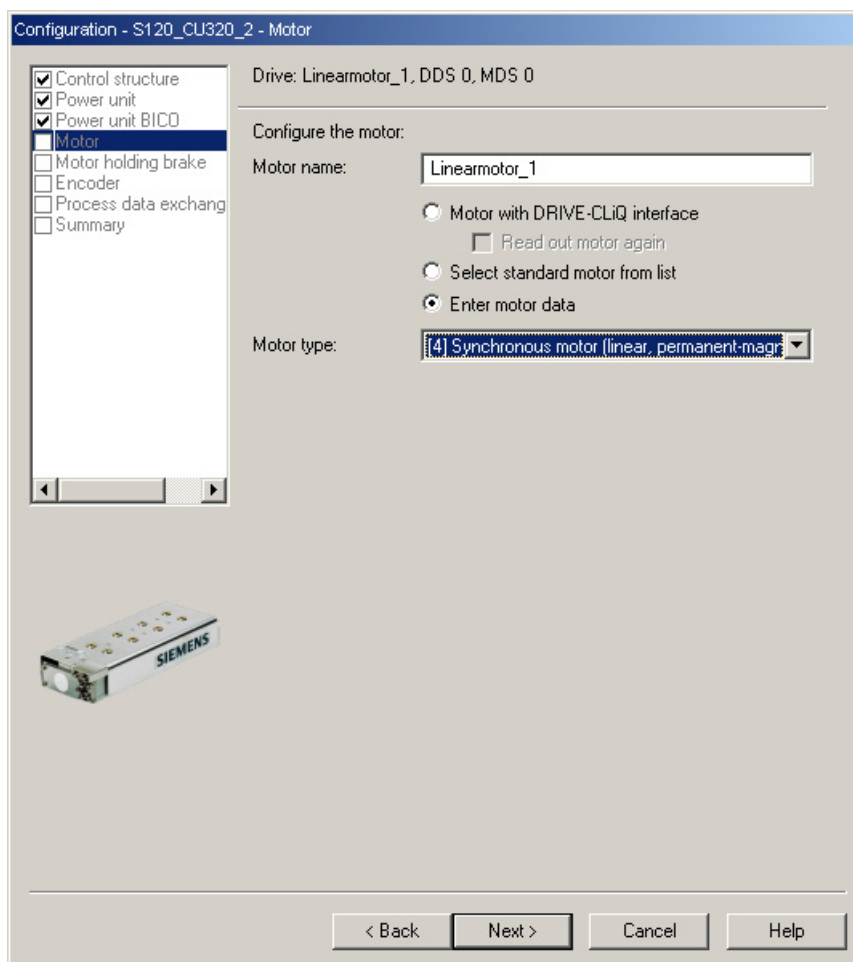 Configuration - S120_CU320_2 - Motor
Control structure
Power unit
Power unit BICO
Motor
Motor holding brake
Encoder
Process data exchang
Summary
Drive: Linearmotor_1, DDS 0, MDS 0
Configure the motor:
Motor name: Linearmotor_1
Motor with DRIVE-CLiQ interface
Read out motor again
Select standard motor from list
Enter motor data
Motor type: [4] Synchronous motor (linear, permanent-magn
SIEMENS
< Back Next > Cancel Help